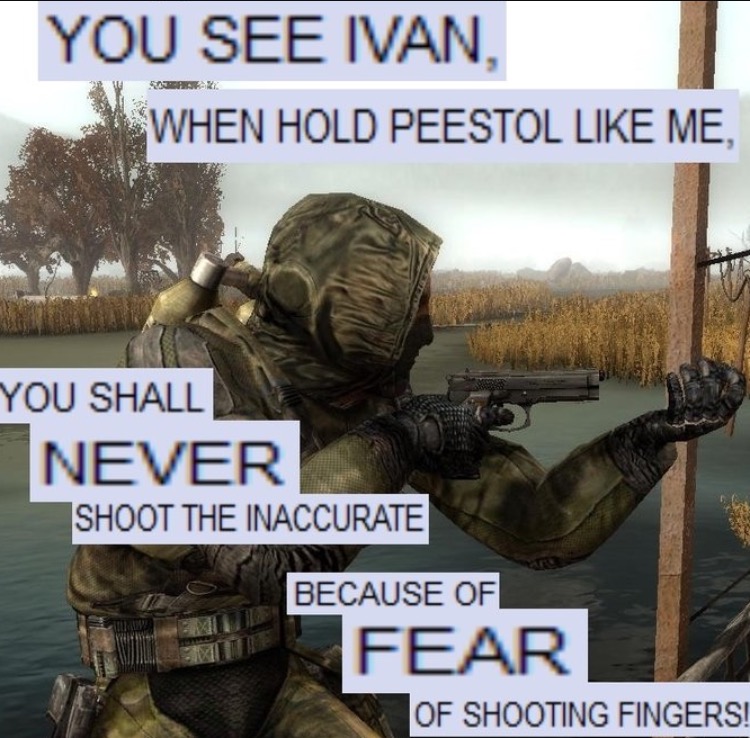 YOU SEE IVAN,
WHEN HOLD PEESTOL LIKE ME,
YOU SHALL
NEVER
SHOOT THE INACCURATE
BECAUSE OF
FEAR
OF SHOOTING FINGERS!